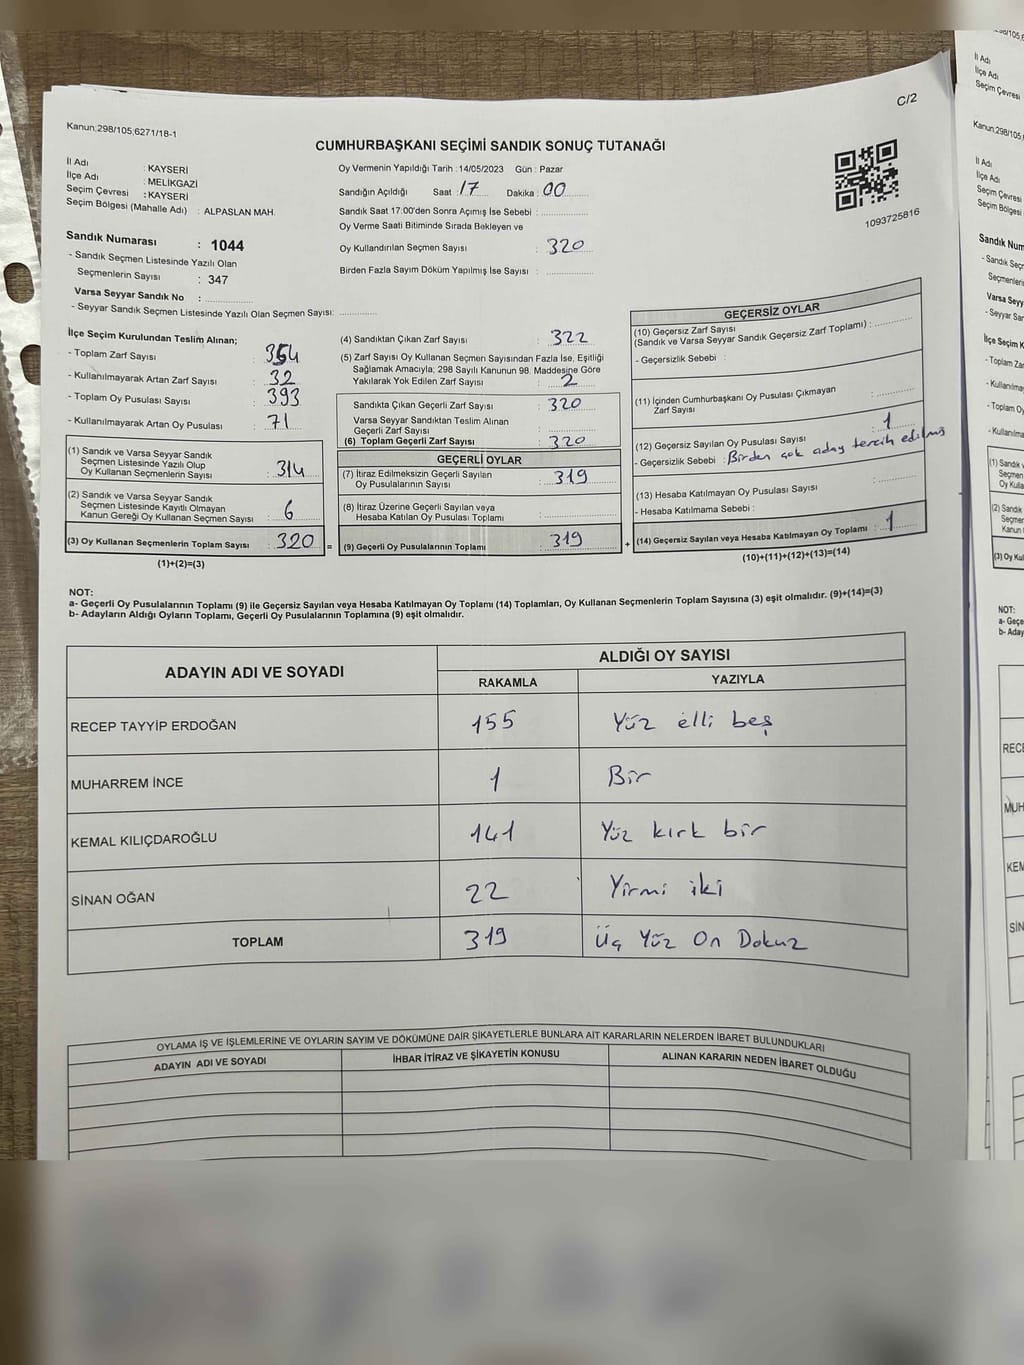 C/2
Kanun;298/105,6271/18-1
CUMHURBAŞKANI SEÇİMİ SANDIK SONUÇ TUTANAĞI
İl Adı : KAYSERİ
İlçe Adı : MELİKGAZİ
Seçim Çevresi : KAYSERİ
Seçim Bölgesi (Mahalle Adı) : ALPASLAN MAH.
Sandık Numarası : 1044
- Sandık Seçmen Listesinde Yazılı Olan
Seçmenlerin Sayısı : 347
Varsa Seyyar Sandık No : ...............
- Seyyar Sandık Seçmen Listesinde Yazılı Olan Seçmen Sayısı: ............
Oy Vermenin Yapıldığı Tarih : 14/05/2023 Gün : Pazar
Sandığın Açıldığı Saat : 17 Dakika : 00
Sandık Saat 17:00'den Sonra Açımış İse Sebebi : ...............
Oy Verme Saati Bitiminde Sırada Bekleyen ve
Oy Kullandırılan Seçmen Sayısı : 320
Birden Fazla Sayım Döküm Yapılmış İse Sayısı : ...............
1093725816
İlçe Seçim Kurulundan Teslim Alınan;
- Toplam Zarf Sayısı : 354
- Kullanılmayarak Artan Zarf Sayısı : 32
- Toplam Oy Pusulası Sayısı : 393
- Kullanılmayarak Artan Oy Pusulası : 71
(1) Sandık ve Varsa Seyyar Sandık
Seçmen Listesinde Yazılı Olup
Oy Kullanan Seçmenlerin Sayısı : 314
(2) Sandık ve Varsa Seyyar Sandık
Seçmen Listesinde Kayıtlı Olmayan
Kanun Gereği Oy Kullanan Seçmen Sayısı : 6
(3) Oy Kullanan Seçmenlerin Toplam Sayısı : 320 =
(1)+(2)=(3)
(4) Sandıktan Çıkan Zarf Sayısı : 322
(5) Zarf Sayısı Oy Kullanan Seçmen Sayısından Fazla İse, Eşitliği
Sağlamak Amacıyla; 298 Sayılı Kanunun 98. Maddesine Göre
Yakılarak Yok Edilen Zarf Sayısı : 2
Sandıkta Çıkan Geçerli Zarf Sayısı : 320
Varsa Seyyar Sandıktan Teslim Alınan
Geçerli Zarf Sayısı : ...............
(6) Toplam Geçerli Zarf Sayısı : 320
GEÇERLİ OYLAR
(7) İtiraz Edilmeksizin Geçerli Sayılan
Oy Pusulalarının Sayısı : 319
(8) İtiraz Üzerine Geçerli Sayılan veya
Hesaba Katılan Oy Pusulası Toplamı : ...............
(9) Geçerli Oy Pusulalarının Toplamı : 319 +
GEÇERSİZ OYLAR
(10) Geçersiz Zarf Sayısı
(Sandık ve Varsa Seyyar Sandık Geçersiz Zarf Toplamı) : ............
- Geçersizlik Sebebi :
(11) İçinden Cumhurbaşkanı Oy Pusulası Çıkmayan
Zarf Sayısı : ............
(12) Geçersiz Sayılan Oy Pusulası Sayısı : 1
- Geçersizlik Sebebi : Birden çok aday tercih edilmiş
(13) Hesaba Katılmayan Oy Pusulası Sayısı : ............
- Hesaba Katılmama Sebebi :
(14) Geçersiz Sayılan veya Hesaba Katılmayan Oy Toplamı : 1
(10)+(11)+(12)+(13)=(14)
NOT:
a- Geçerli Oy Pusulalarının Toplamı (9) ile Geçersiz Sayılan veya Hesaba Katılmayan Oy Toplamı (14) Toplamları, Oy Kullanan Seçmenlerin Toplam Sayısına (3) eşit olmalıdır. (9)+(14)=(3)
b- Adayların Aldığı Oyların Toplamı, Geçerli Oy Pusulalarının Toplamına (9) eşit olmalıdır.
ADAYIN ADI VE SOYADI ALDIĞI OY SAYISI
RAKAMLA YAZIYLA
RECEP TAYYİP ERDOĞAN 155 Yüz elli beş
MUHARREM İNCE 1 Bir
KEMAL KILIÇDAROĞLU 141 Yüz kırk bir
SİNAN OĞAN 22 Yirmi iki
TOPLAM 319 Üç Yüz On Dokuz
OYLAMA İŞ VE İŞLEMLERİNE VE OYLARIN SAYIM VE DÖKÜMÜNE DAİR ŞİKAYETLERLE BUNLARA AİT KARARLARIN NELERDEN İBARET BULUNDUKLARI
ADAYIN ADI VE SOYADI İHBAR İTİRAZ VE ŞİKAYETİN KONUSU ALINAN KARARIN NEDEN İBARET OLDUĞU
İl Adı
İlçe Adı
Seçim Çevresi
Kanun;298/105,6
İl Adı
İlçe Adı
Seçim Çevresi
NOT: